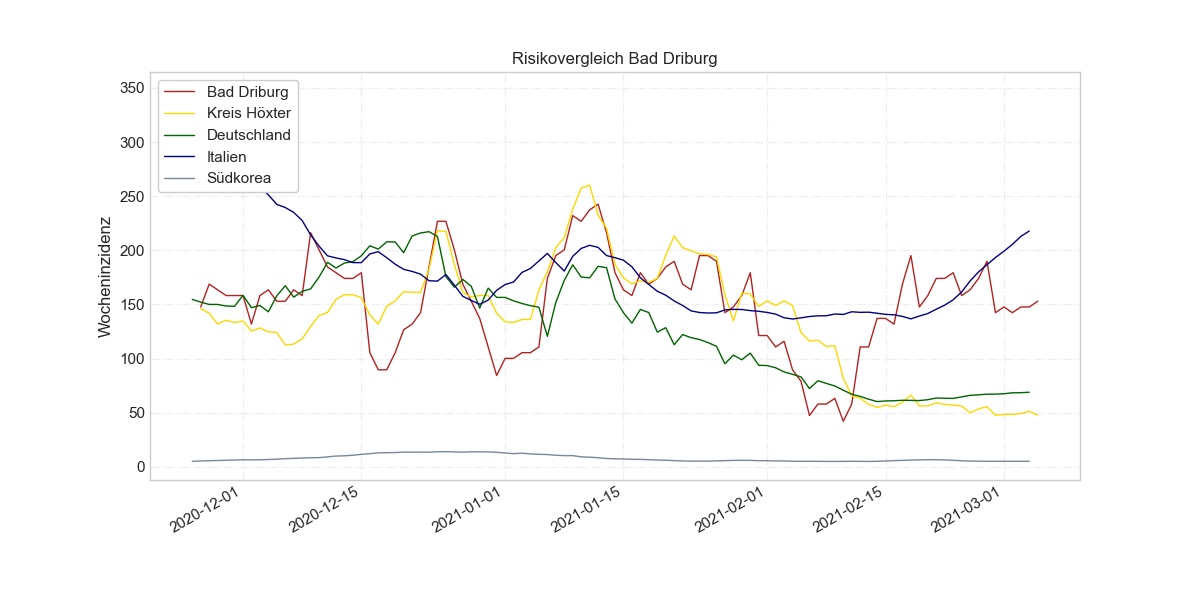 Risikovergleich Bad Driburg
Wocheninzidenz
350
300
250
200
150
100
50
0
Bad Driburg
Kreis Höxter
Deutschland
Italien
Südkorea
2020-12-01
2020-12-15
2021-01-01
2021-01-15
2021-02-01
2021-02-15
2021-03-01